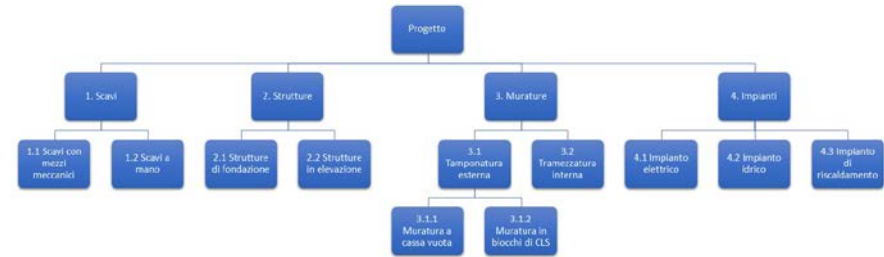 Progetto
1. Scavi
2. Strutture
3. Murature
4. Impianti
1.1 Scavi con
mezzi
meccanici
1.2 Scavi a
mano
2.1 Strutture
di fondazione
2.2 Strutture
in elevazione
3.1
Tamponatura
esterna
3.2
Tramezzatura
interna
4.1 Impianto
elettrico
4.2 Impianto
idrico
4.3 Impianto
di
riscaldamento
3.1.1
Muratura a
cassa vuota
3.1.2
Muratura in
blocchi di CLS